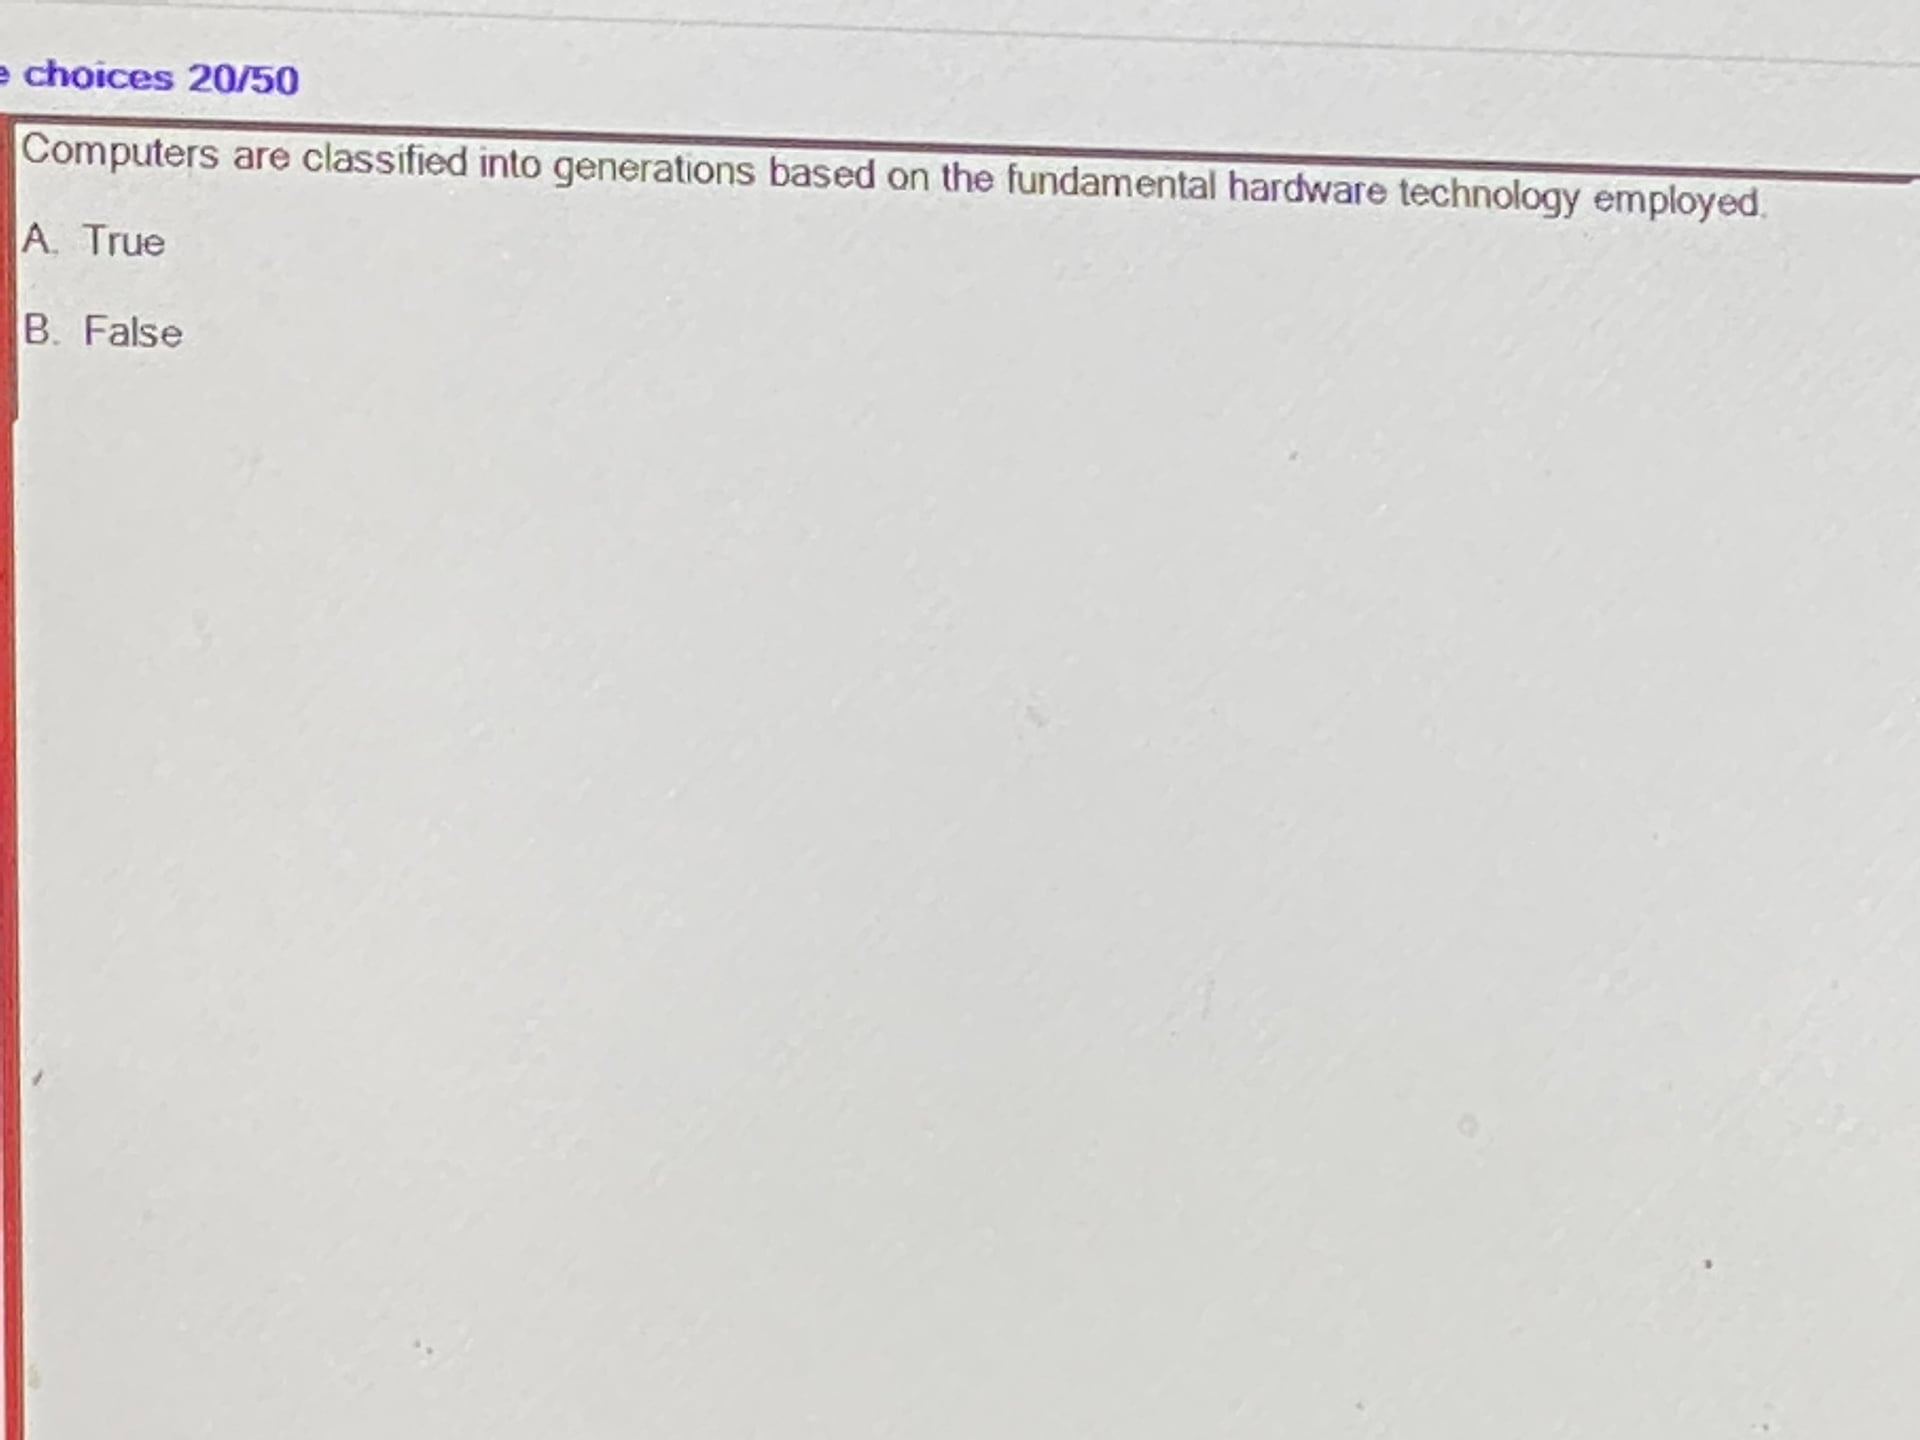 choices 20/50
Computers are classified into generations based on the fundamental hardware technology employed.
A. True
B. False